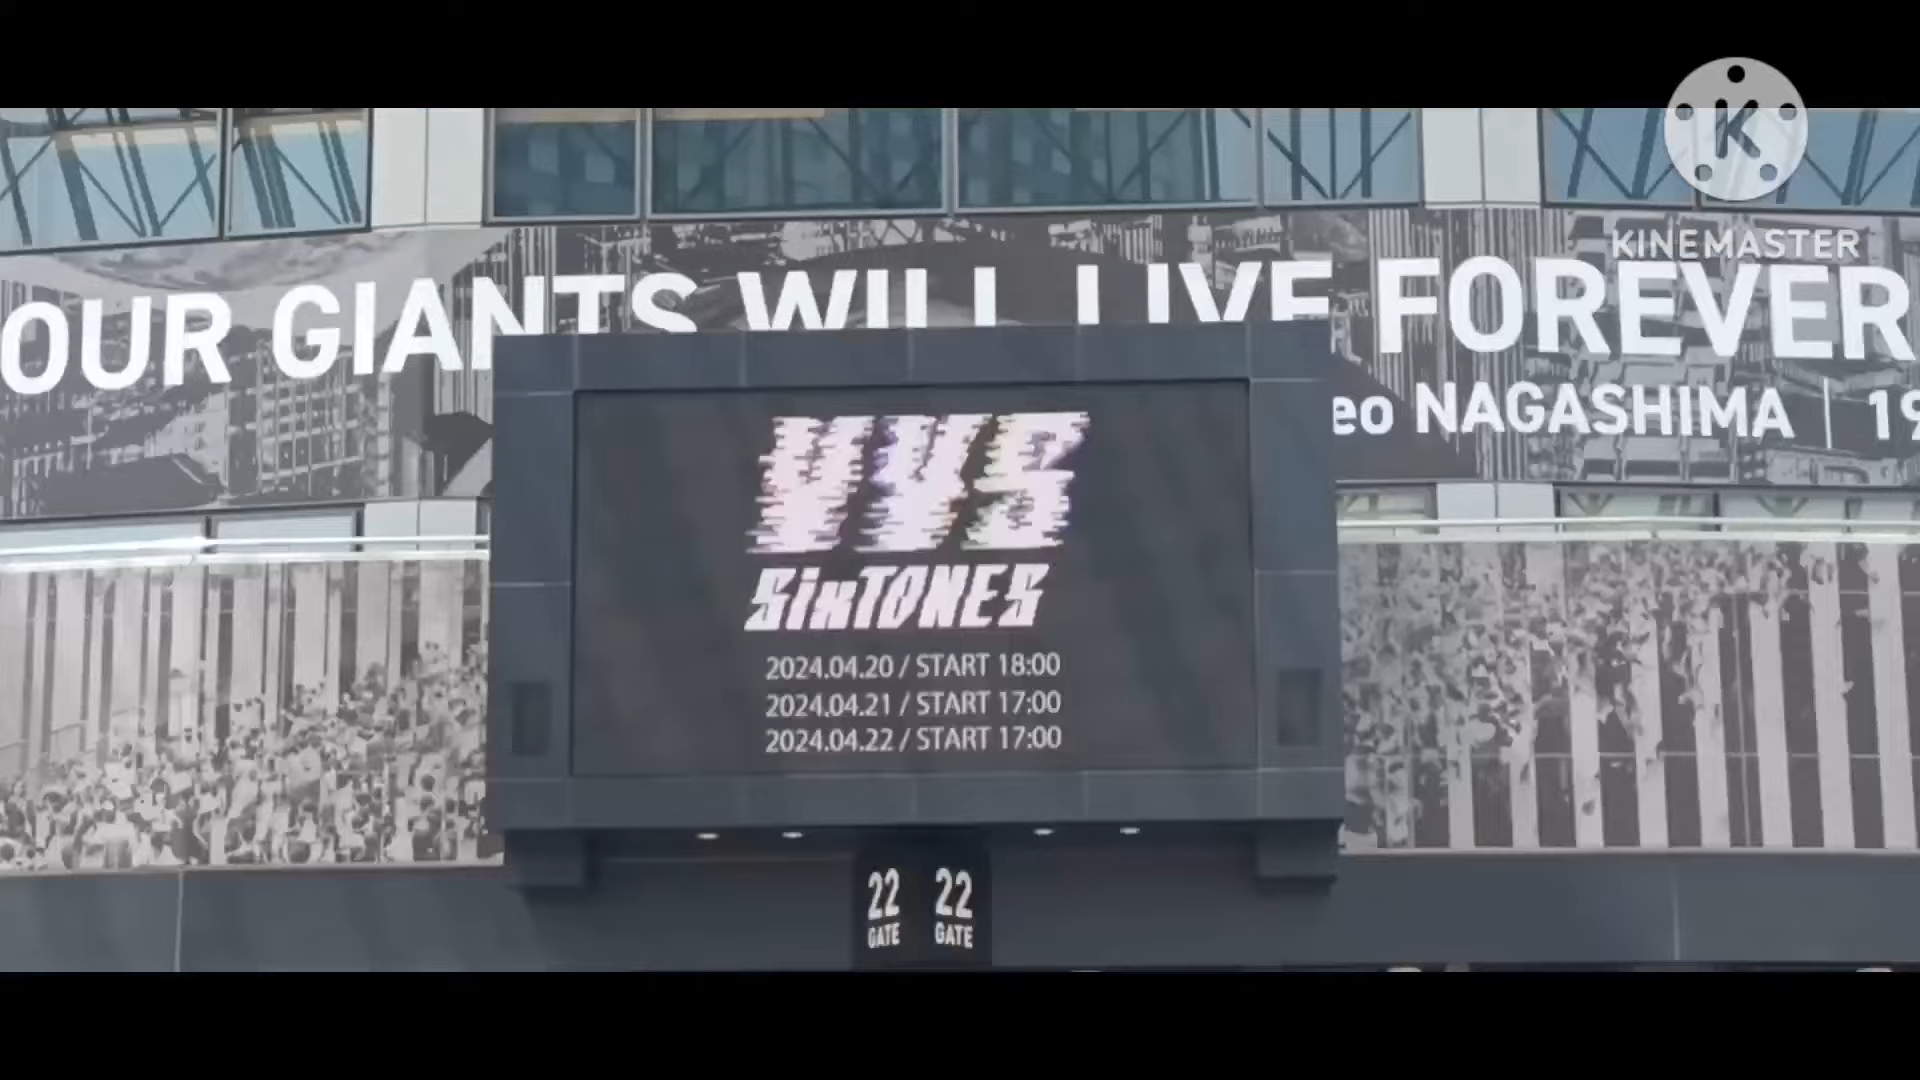 KINEMASTER
OUR GIANTS WILL LIVE FOREVER
NAGASHIMA
VVS
SixTONES
2024.04.20 / START 18:00
2024.04.21 / START 17:00
2024.04.22 / START 17:00
22 22
GATE GATE